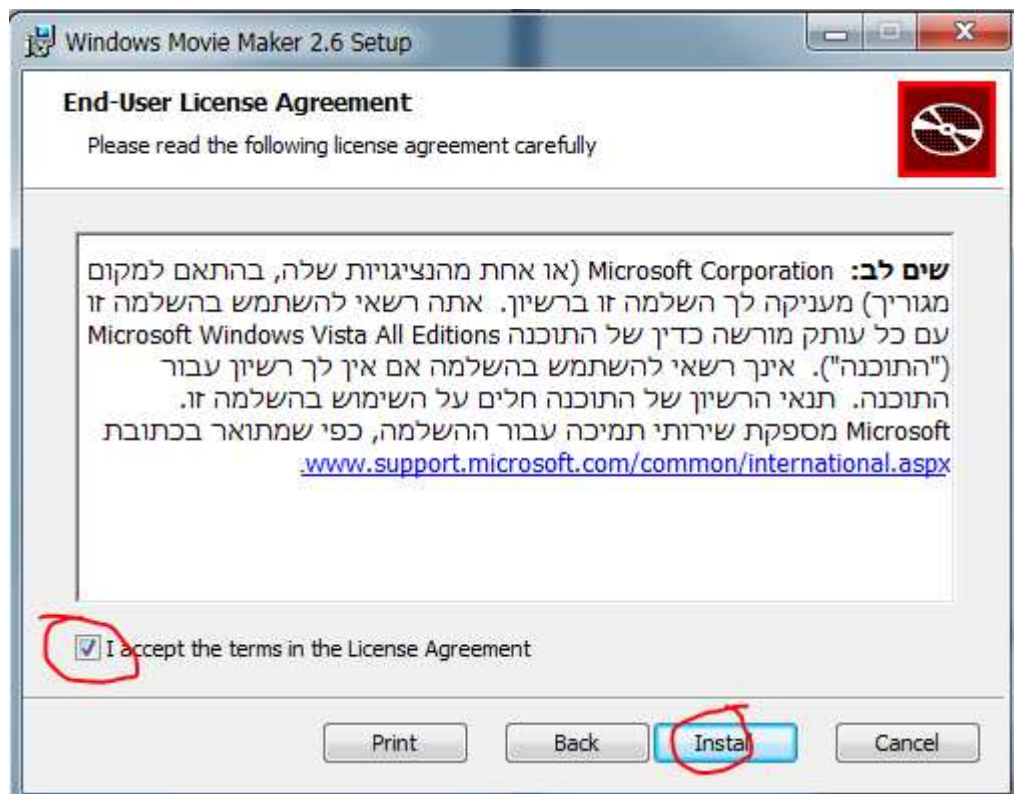 Windows Movie Maker 2.6 Setup
End-User License Agreement
Please read the following license agreement carefully
שים לב: Microsoft Corporation (או אחת מהנציגויות שלה, בהתאם למקום
מגוריך) מעניקה לך השלמה זו ברשיון. אתה רשאי להשתמש בהשלמה זו
עם כל עותק מורשה כדין של התוכנה Microsoft Windows Vista All Editions
("התוכנה"). אינך רשאי להשתמש בהשלמה אם אין לך רשיון עבור
התוכנה. תנאי הרשיון של התוכנה חלים על השימוש בהשלמה זו.
Microsoft מספקת שירותי תמיכה עבור ההשלמה, כפי שמתואר בכתובת
www.support.microsoft.com/common/international.aspx.
I accept the terms in the License Agreement
Print Back Install Cancel